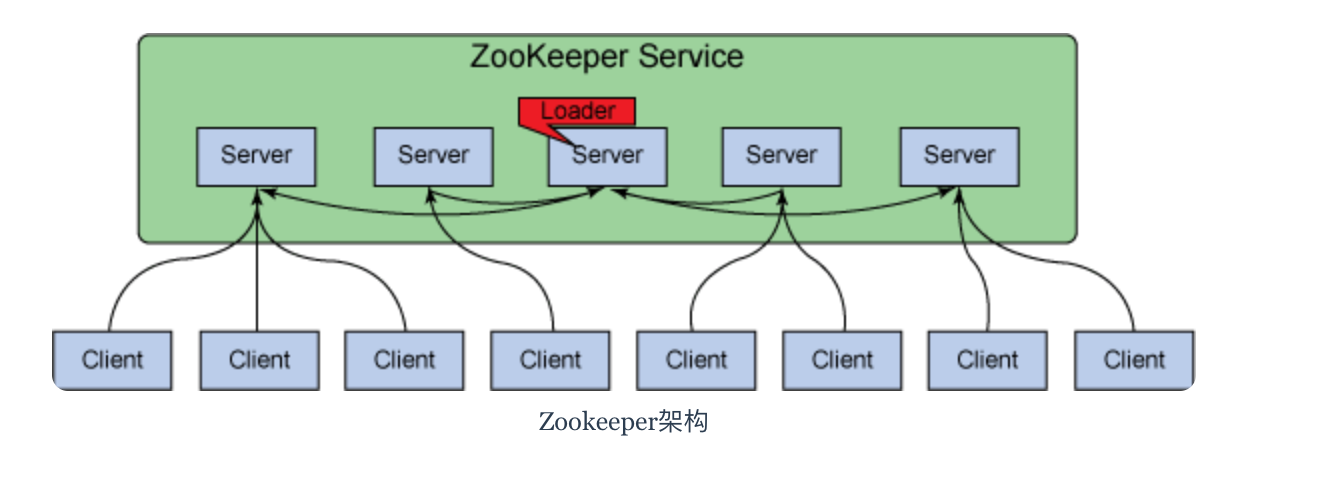 ZooKeeper Service
Loader
Server Server Server Server Server
Client Client Client Client Client Client Client Client
Zookeeper架构